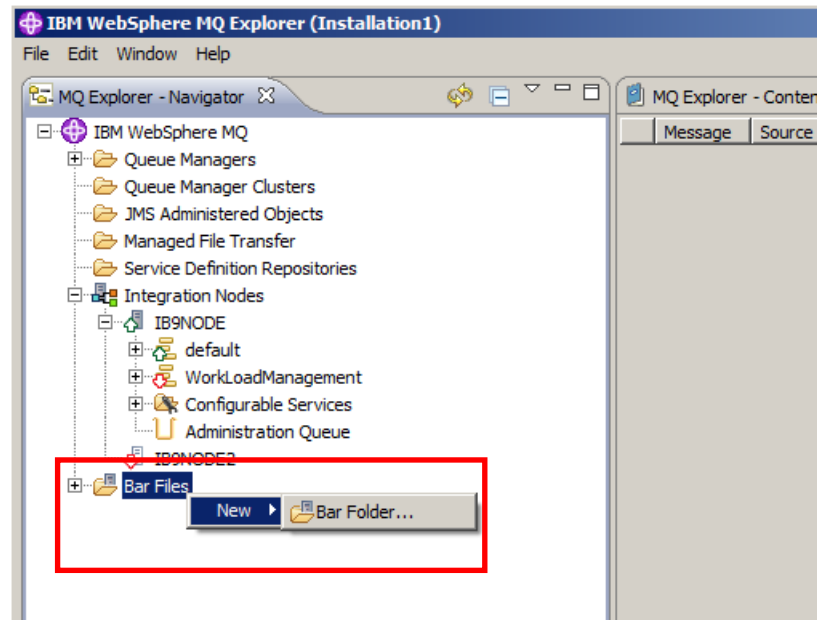 IBM WebSphere MQ Explorer (Installation1)
File Edit Window Help
MQ Explorer - Navigator
MQ Explorer - Conten
Message Source
IBM WebSphere MQ
Queue Managers
Queue Manager Clusters
JMS Administered Objects
Managed File Transfer
Service Definition Repositories
Integration Nodes
IB9NODE
default
WorkLoadManagement
Configurable Services
Administration Queue
IB9NODE2
Bar Files
New Bar Folder...